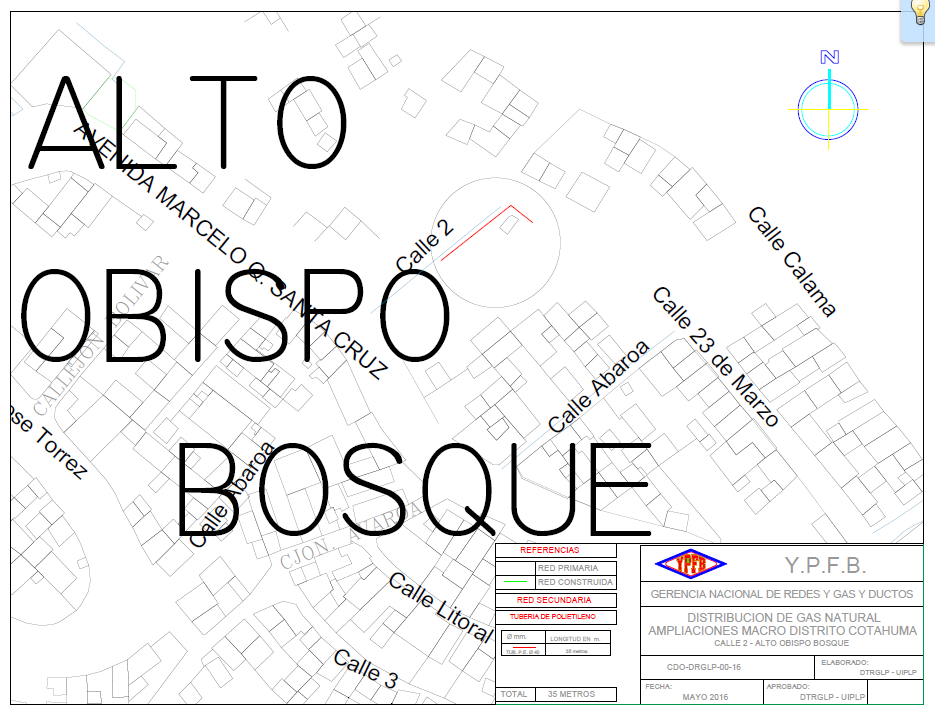 N
ALTO
OBISPO
BOSQUE
AVENIDA MARCELO Q. SANTA CRUZ
CALLEJON BOLIVAR
Calle 2
Calle Calama
Calle 23 de Marzo
Calle Abaroa
ose Torrez
Calle Abaroa
CJON. AVAROA
Calle Litoral
Calle 3
REFERENCIAS
RED PRIMARIA
RED CONSTRUIDA
RED SECUNDARIA
TUBERIA DE POLIETILENO
Ø mm.
LONGITUD EN m.
TUB. P.E. Ø 40
35 metros
TOTAL
35 METROS
YPFB
Y.P.F.B.
GERENCIA NACIONAL DE REDES Y GAS Y DUCTOS
DISTRIBUCION DE GAS NATURAL
AMPLIACIONES MACRO DISTRITO COTAHUMA
CALLE 2 - ALTO OBISPO BOSQUE
CDO-DRGLP-00-16
ELABORADO:
DTRGLP - UIPLP
FECHA:
MAYO 2016
APROBADO:
DTRGLP - UIPLP